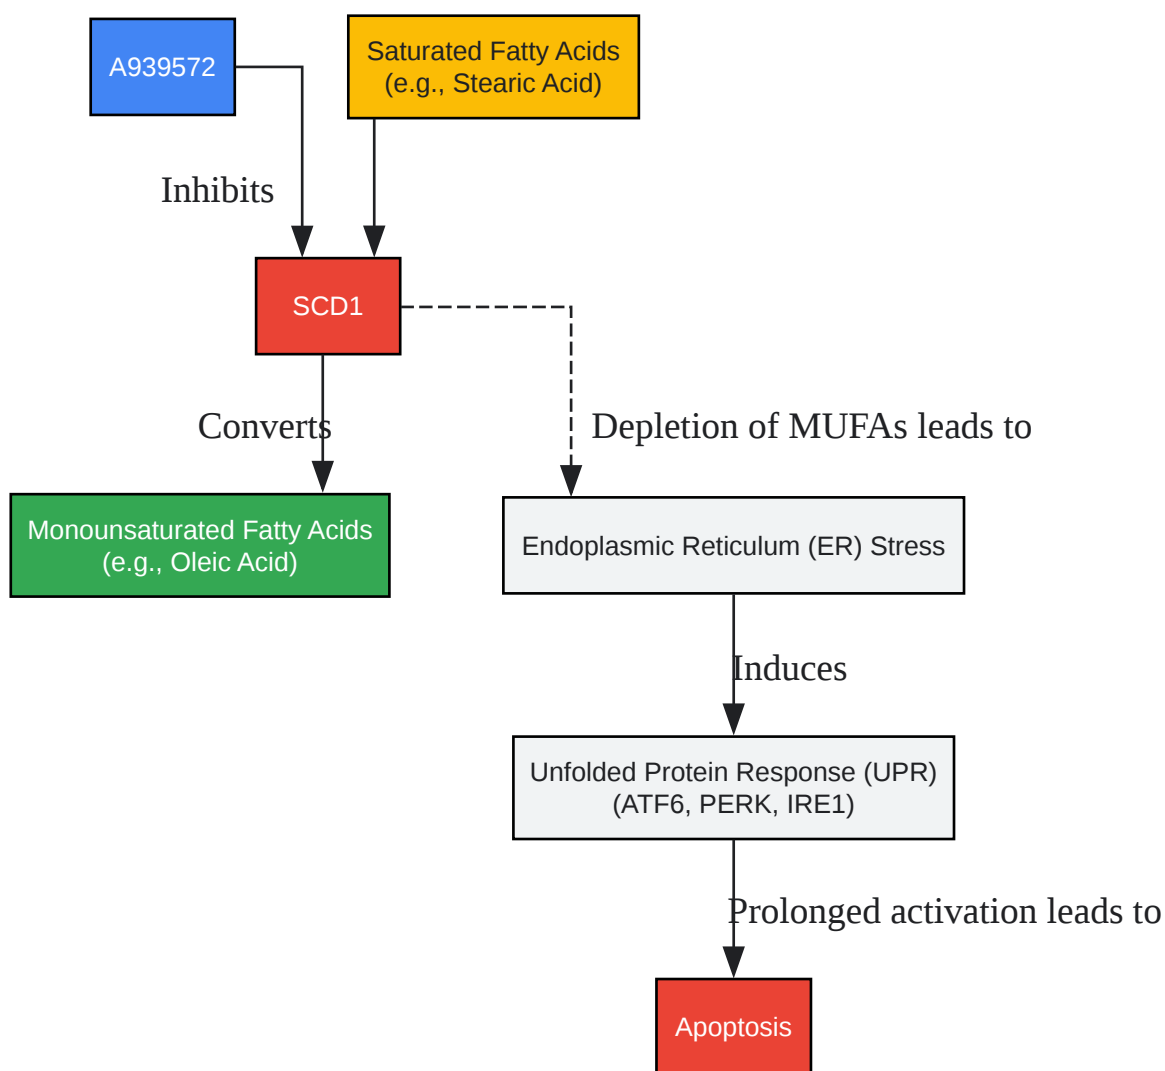 A939572
Saturated Fatty Acids
(e.g., Stearic Acid)
Inhibits
SCD1
Converts
Depletion of MUFAs leads to
Monounsaturated Fatty Acids
(e.g., Oleic Acid)
Endoplasmic Reticulum (ER) Stress
Induces
Unfolded Protein Response (UPR)
(ATF6, PERK, IRE1)
Prolonged activation leads to
Apoptosis